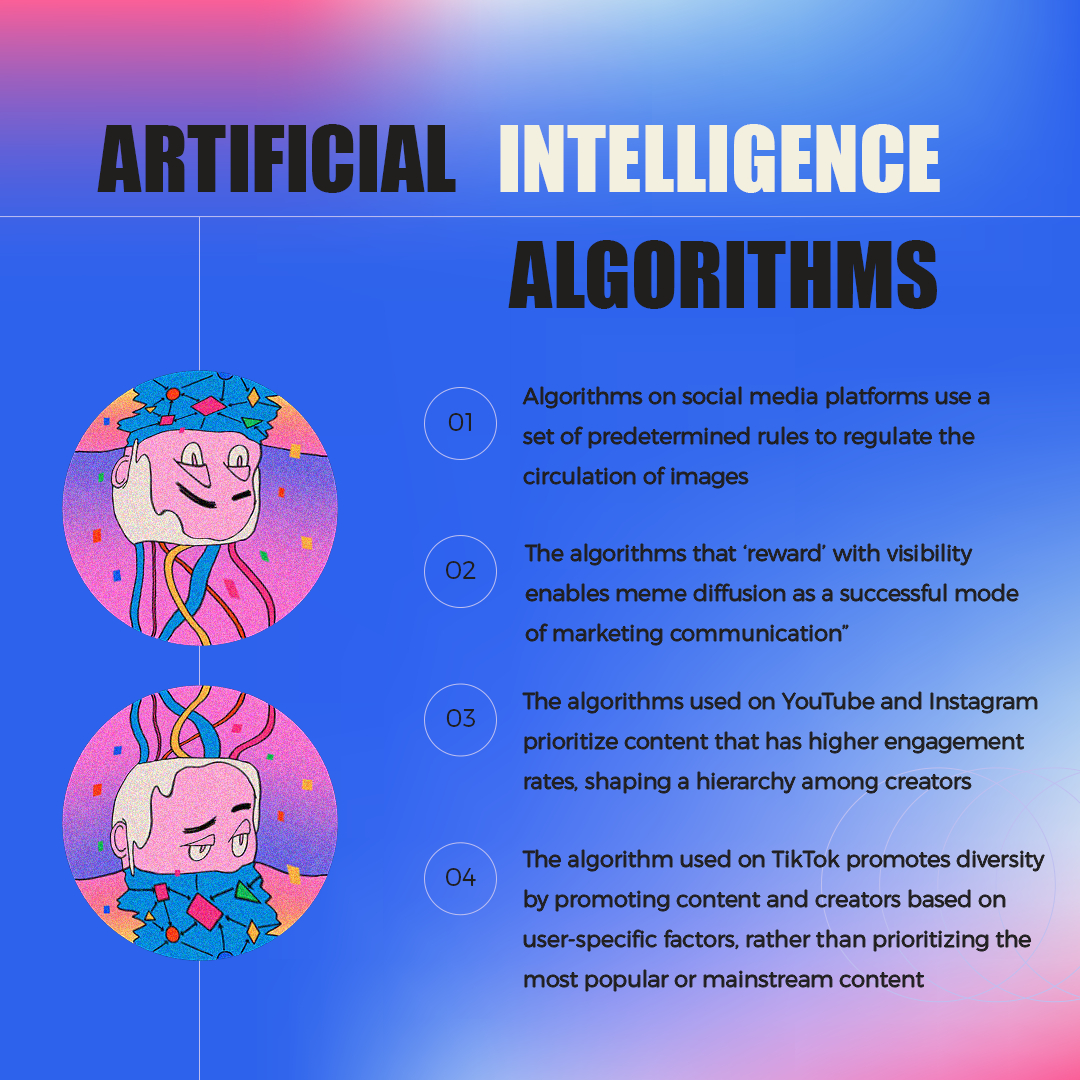 ARTIFICIAL INTELLIGENCE
ALGORITHMS
01
Algorithms on social media platforms use a
set of predetermined rules to regulate the
circulation of images
02
The algorithms that ‘reward’ with visibility
enables meme diffusion as a successful mode
of marketing communication”
03
The algorithms used on YouTube and Instagram
prioritize content that has higher engagement
rates, shaping a hierarchy among creators
04
The algorithm used on TikTok promotes diversity
by promoting content and creators based on
user-specific factors, rather than prioritizing the
most popular or mainstream content